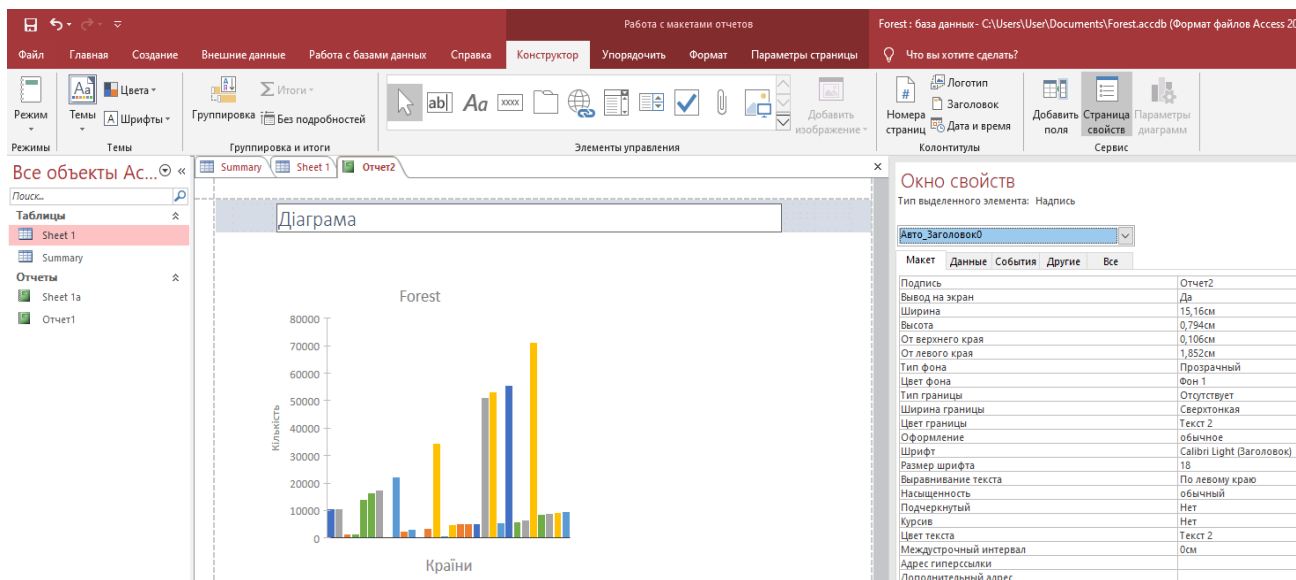 Работа с макетами отчетов
Forest : база данных- C:\Users\User\Documents\Forest.accdb (Формат файлов Access 20
Файл Главная Создание Внешние данные Работа с базами данных Справка Конструктор Упорядочить Формат Параметры страницы Что вы хотите сделать?
Режим
Режимы
Aa
Темы
Цвета
A Шрифты
Темы
Группировка
Итоги
Без подробностей
Группировка и итоги
ab Aa xxxx
Добавить изображение
Элементы управления
#
Номера страниц
Логотип
Заголовок
Дата и время
Колонтитулы
Добавить поля
Страница свойств
Параметры диаграмм
Сервис
Все объекты Ac...
Поиск...
Таблицы
Sheet 1
Summary
Отчеты
Sheet 1a
Отчет1
Summary Sheet 1 Отчет2
Діаграма
Forest
80000
70000
60000
50000
40000
30000
20000
10000
0
Кількість
Країни
Окно свойств
Тип выделенного элемента: Надпись
Авто_Заголовок0
Макет Данные События Другие Все
Подпись Отчет2
Вывод на экран Да
Ширина 15,16см
Высота 0,794см
От верхнего края 0,106см
От левого края 1,852см
Тип фона Прозрачный
Цвет фона Фон 1
Тип границы Отсутствует
Ширина границы Сверхтонкая
Цвет границы Текст 2
Оформление обычное
Шрифт Calibri Light (Заголовок)
Размер шрифта 18
Выравнивание текста По левому краю
Насыщенность обычный
Подчеркнутый Нет
Курсив Нет
Цвет текста Текст 2
Междустрочный интервал 0см
Адрес гиперссылки
Дополнительный адрес